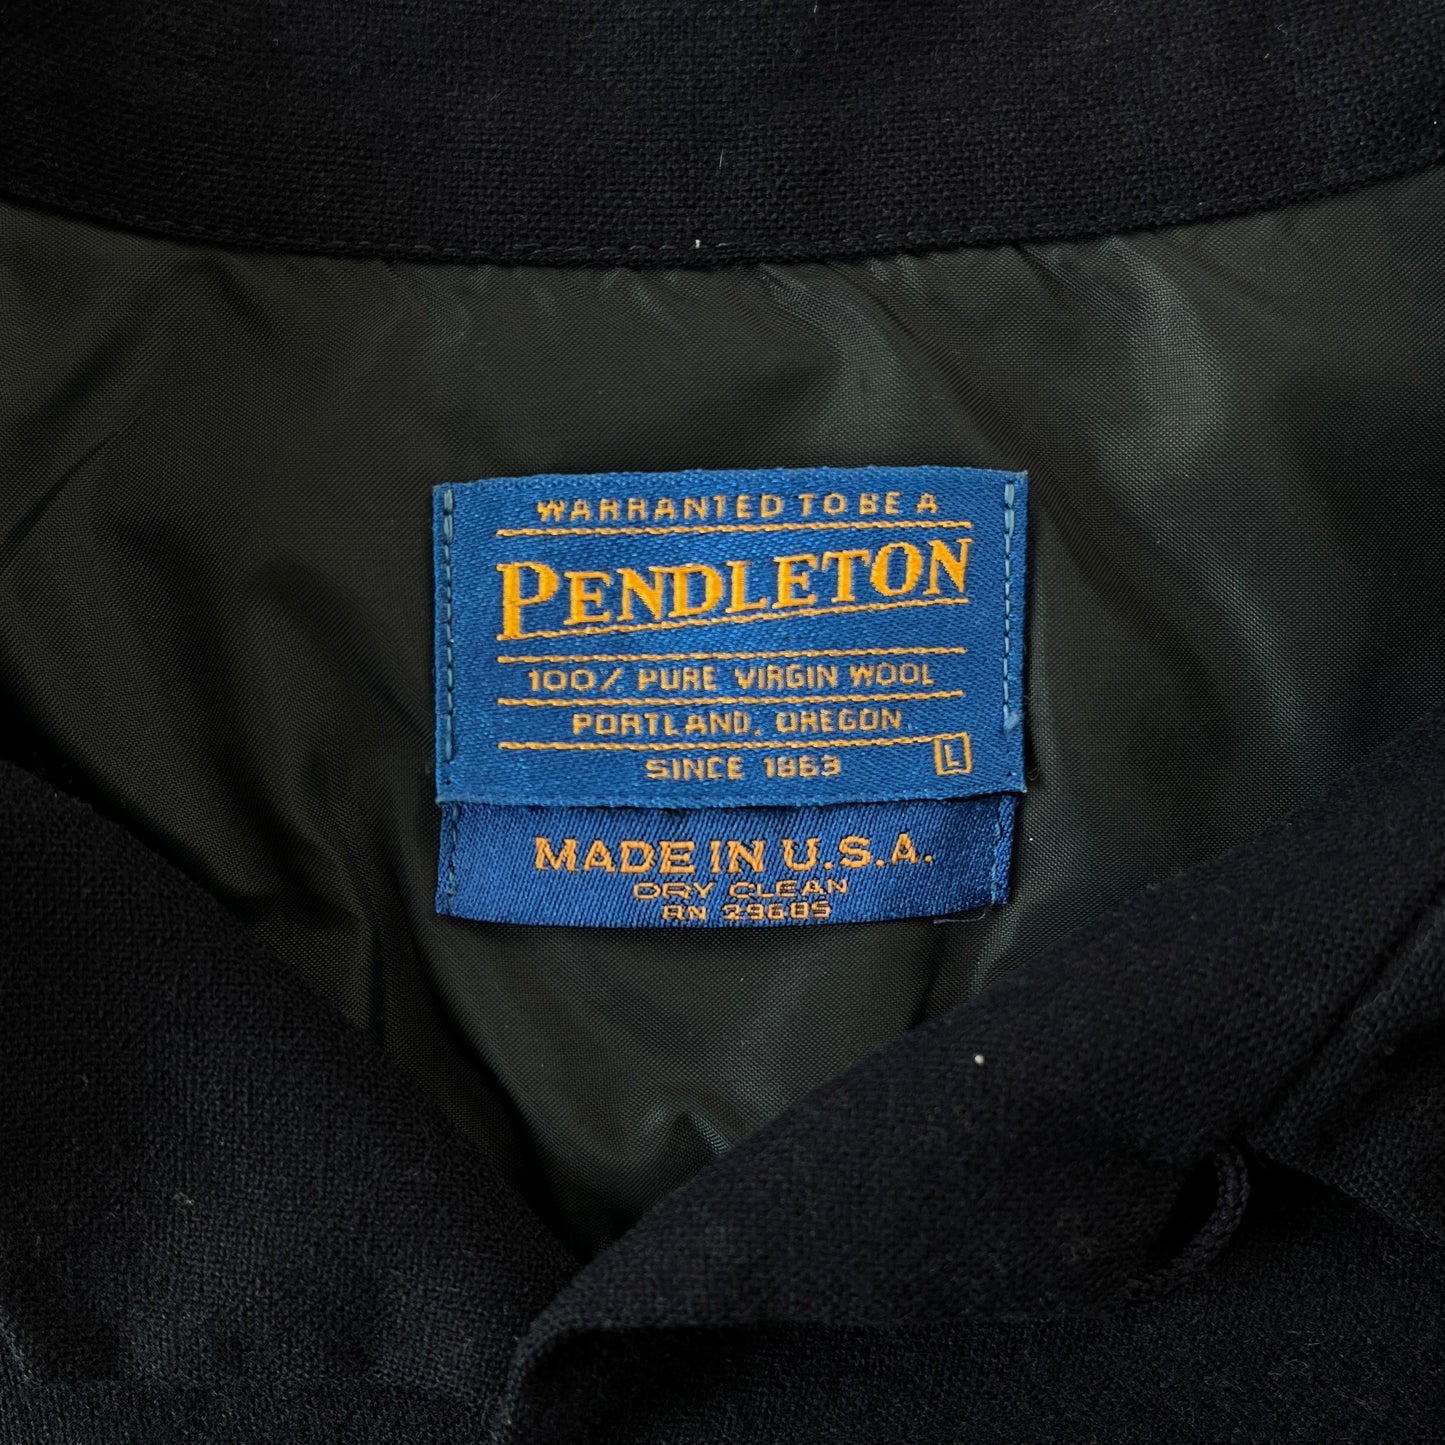 WARRANTED TO BE A
PENDLETON
100% PURE VIRGIN WOOL
PORTLAND, OREGON
SINCE 1863
L
MADE IN U.S.A.
DRY CLEAN
RN 29685